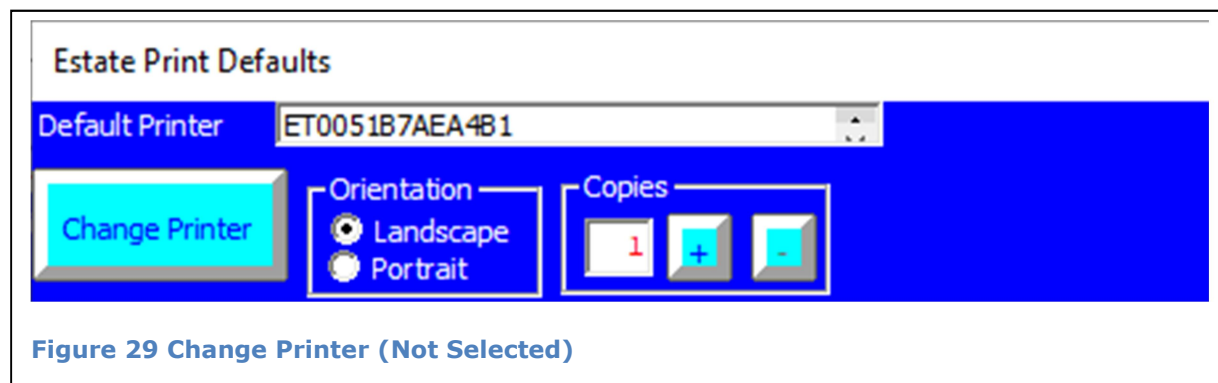 Estate Print Defaults
Default Printer ET0051B7AEA4B1
Change Printer
Orientation
Landscape
Portrait
Copies
1 + -
Figure 29 Change Printer (Not Selected)